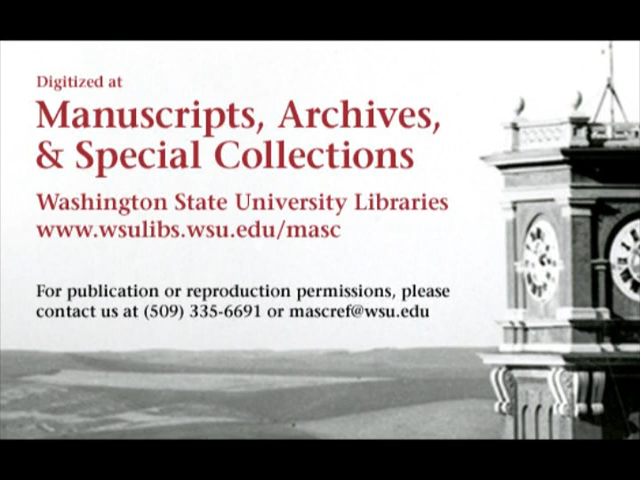 Digitized at
Manuscripts, Archives,
& Special Collections
Washington State University Libraries
www.wsulibs.wsu.edu/masc
For publication or reproduction permissions, please
contact us at (509) 335-6691 or mascref@wsu.edu